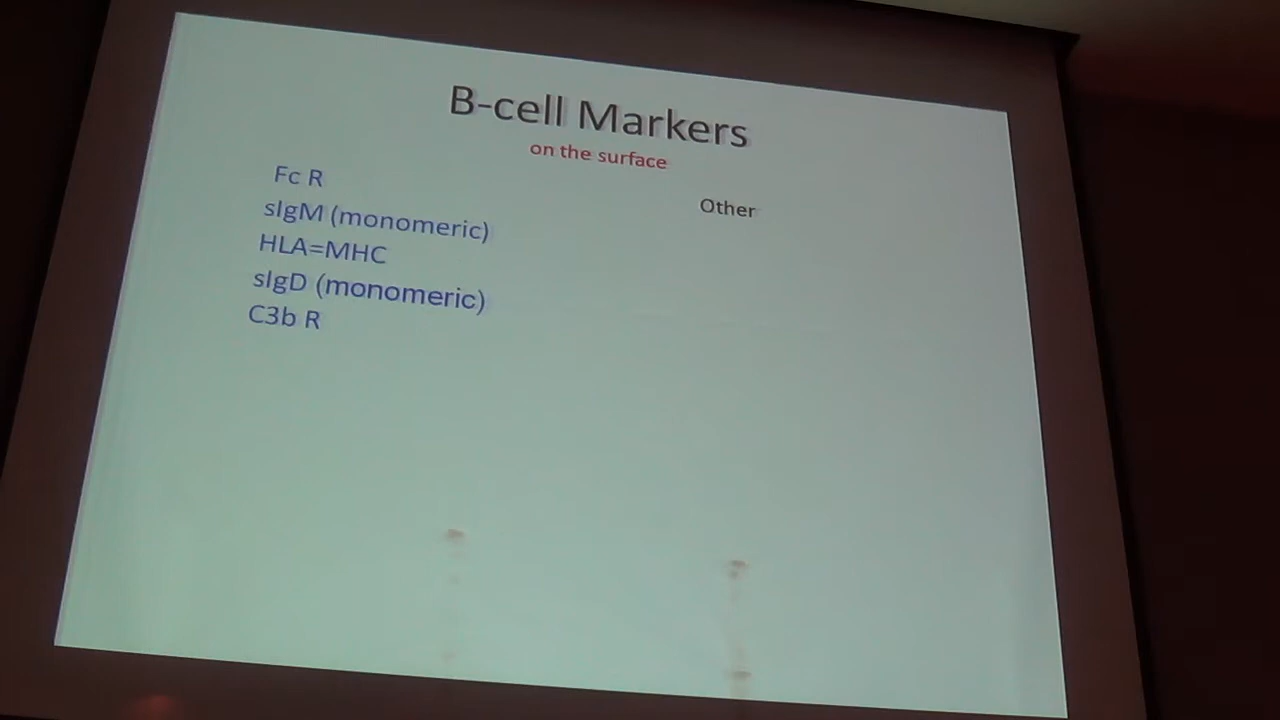 B-cell Markers
on the surface
Fc R
sIgM (monomeric)
HLA=MHC
sIgD (monomeric)
C3b R
Other